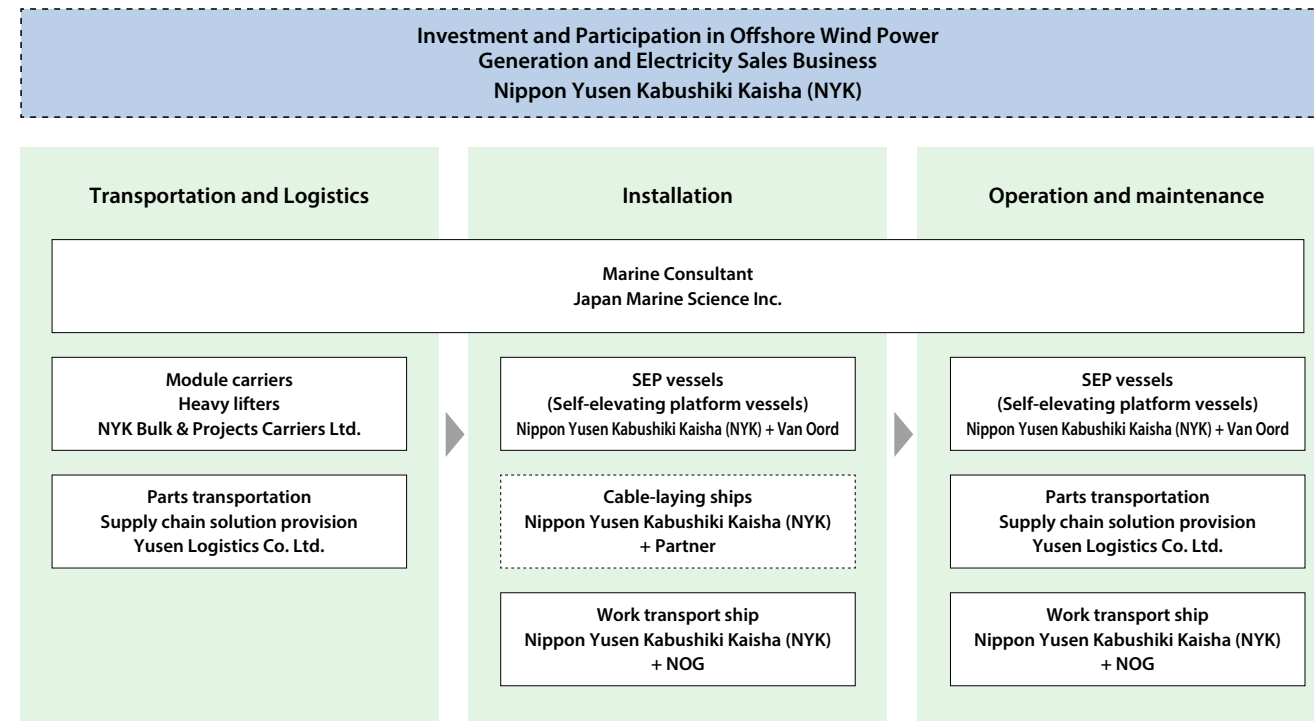 Investment and Participation in Offshore Wind Power
Generation and Electricity Sales Business
Nippon Yusen Kabushiki Kaisha (NYK)
Transportation and Logistics
Installation
Operation and maintenance
Marine Consultant
Japan Marine Science Inc.
Module carriers
Heavy lifters
NYK Bulk & Projects Carriers Ltd.
Parts transportation
Supply chain solution provision
Yusen Logistics Co. Ltd.
SEP vessels
(Self-elevating platform vessels)
Nippon Yusen Kabushiki Kaisha (NYK) + Van Oord
Cable-laying ships
Nippon Yusen Kabushiki Kaisha (NYK)
+ Partner
Work transport ship
Nippon Yusen Kabushiki Kaisha (NYK)
+ NOG
SEP vessels
(Self-elevating platform vessels)
Nippon Yusen Kabushiki Kaisha (NYK) + Van Oord
Parts transportation
Supply chain solution provision
Yusen Logistics Co. Ltd.
Work transport ship
Nippon Yusen Kabushiki Kaisha (NYK)
+ NOG